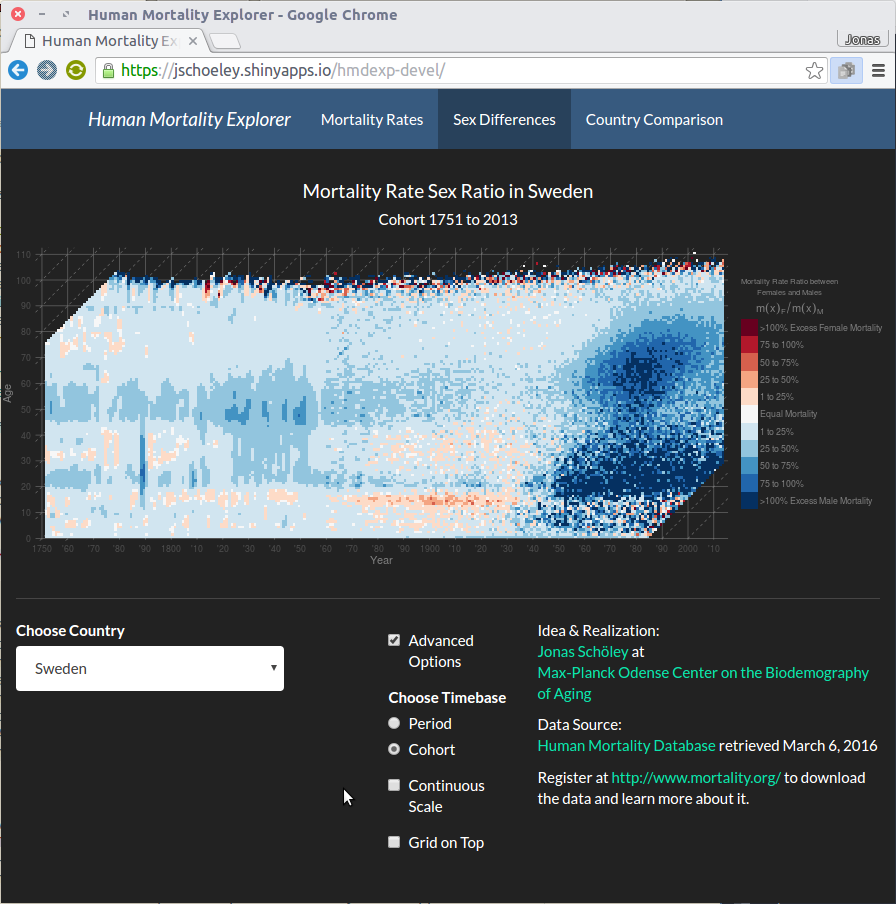 Human Mortality Explorer - Google Chrome
Human Mortality Ex
Jonas
https://jschoeley.shinyapps.io/hmdexp-devel/
Human Mortality Explorer Mortality Rates Sex Differences Country Comparison
Mortality Rate Sex Ratio in Sweden
Cohort 1751 to 2013
110
100
90
80
70
60
50
40
30
20
10
0
Age
1750 '60 '70 '80 '90 1800 '10 '20 '30 '40 '50 '60 '70 '80 '90 1900 '10 '20 '30 '40 '50 '60 '70 '80 '90 2000 '10
Year
Mortality Rate Ratio between
Females and Males
m(x)F/m(x)M
>100% Excess Female Mortality
75 to 100%
50 to 75%
25 to 50%
1 to 25%
Equal Mortality
1 to 25%
25 to 50%
50 to 75%
75 to 100%
>100% Excess Male Mortality
Choose Country
Sweden
Advanced
Options
Choose Timebase
Period
Cohort
Continuous
Scale
Grid on Top
Idea & Realization:
Jonas Schöley at
Max-Planck Odense Center on the Biodemography
of Aging
Data Source:
Human Mortality Database retrieved March 6, 2016
Register at http://www.mortality.org/ to download
the data and learn more about it.